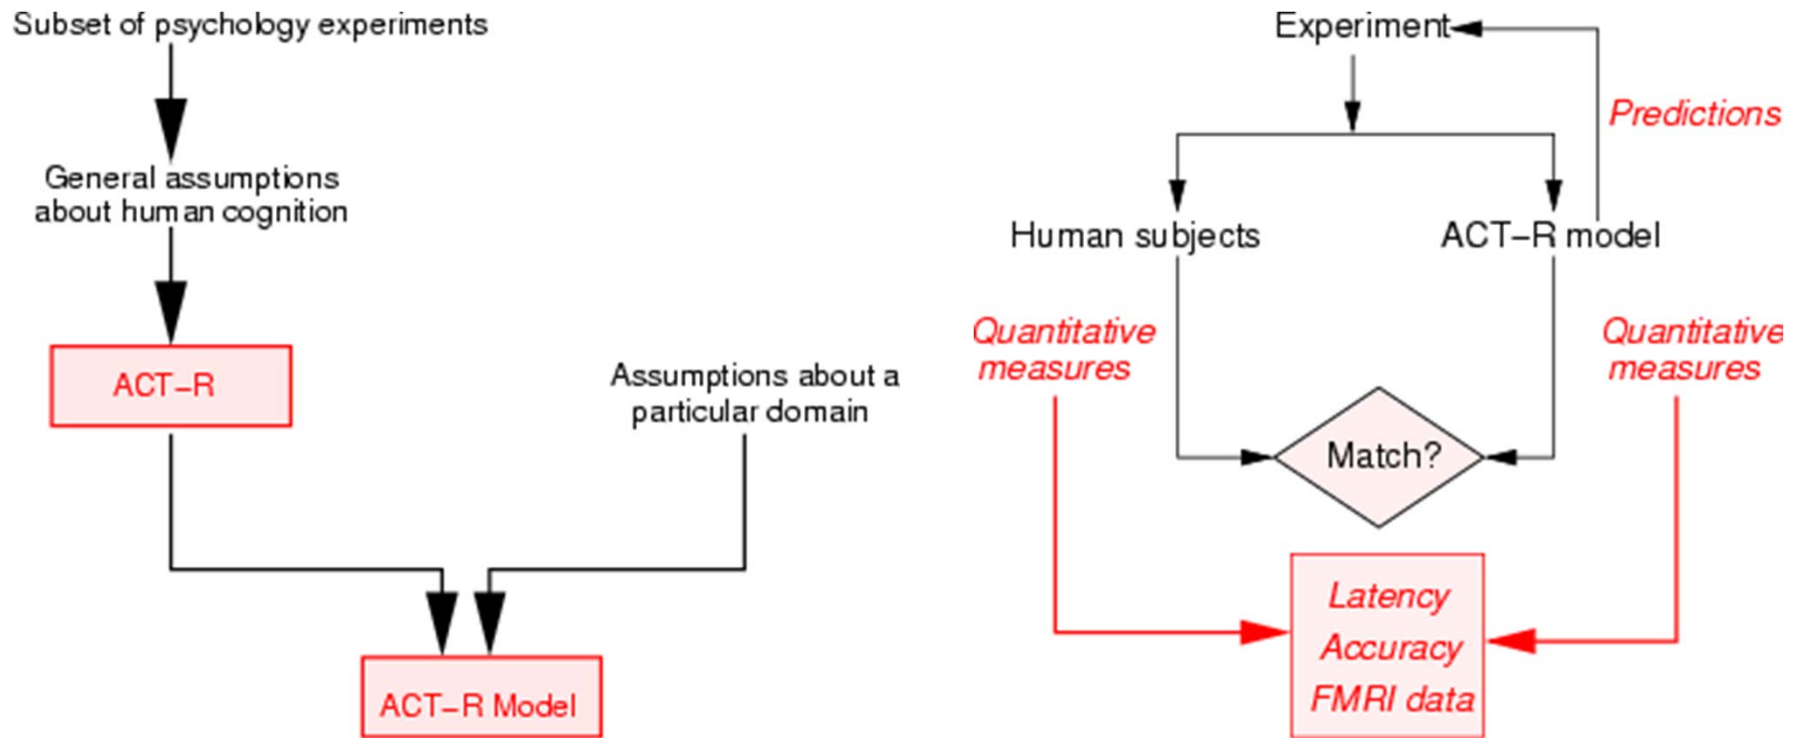 Subset of psychology experiments
General assumptions
about human cognition
ACT–R
Assumptions about a
particular domain
ACT–R Model
Experiment
Predictions
Human subjects
ACT–R model
Quantitative
measures
Quantitative
measures
Match?
Latency
Accuracy
FMRI data